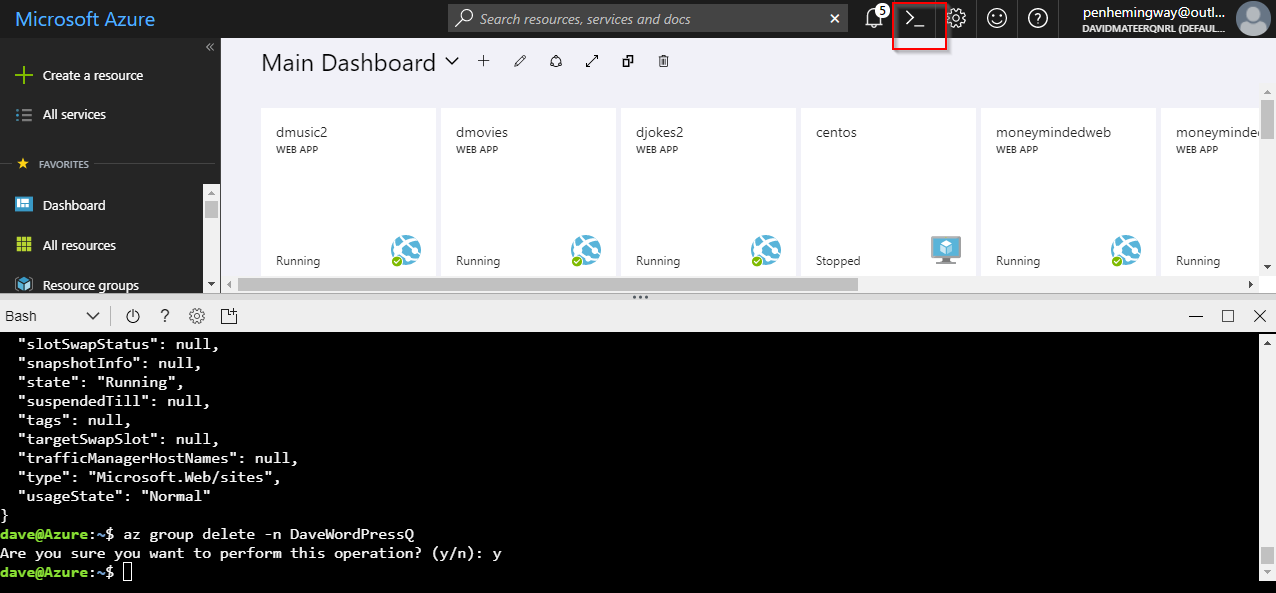 Microsoft Azure
Search resources, services and docs
5
penhemingway@outl...
DAVIDMATEERQNRL (DEFAUL...
Create a resource
All services
FAVORITES
Dashboard
All resources
Resource groups
Main Dashboard
dmusic2
WEB APP
Running
dmovies
WEB APP
Running
djokes2
WEB APP
Running
centos
Stopped
moneymindedweb
WEB APP
Running
moneyminde
WEB APP
Running
Bash
"slotSwapStatus": null,
"snapshotInfo": null,
"state": "Running",
"suspendedTill": null,
"tags": null,
"targetSwapSlot": null,
"trafficManagerHostNames": null,
"type": "Microsoft.Web/sites",
"usageState": "Normal"
}
dave@Azure:~$ az group delete -n DaveWordPressQ
Are you sure you want to perform this operation? (y/n): y
dave@Azure:~$